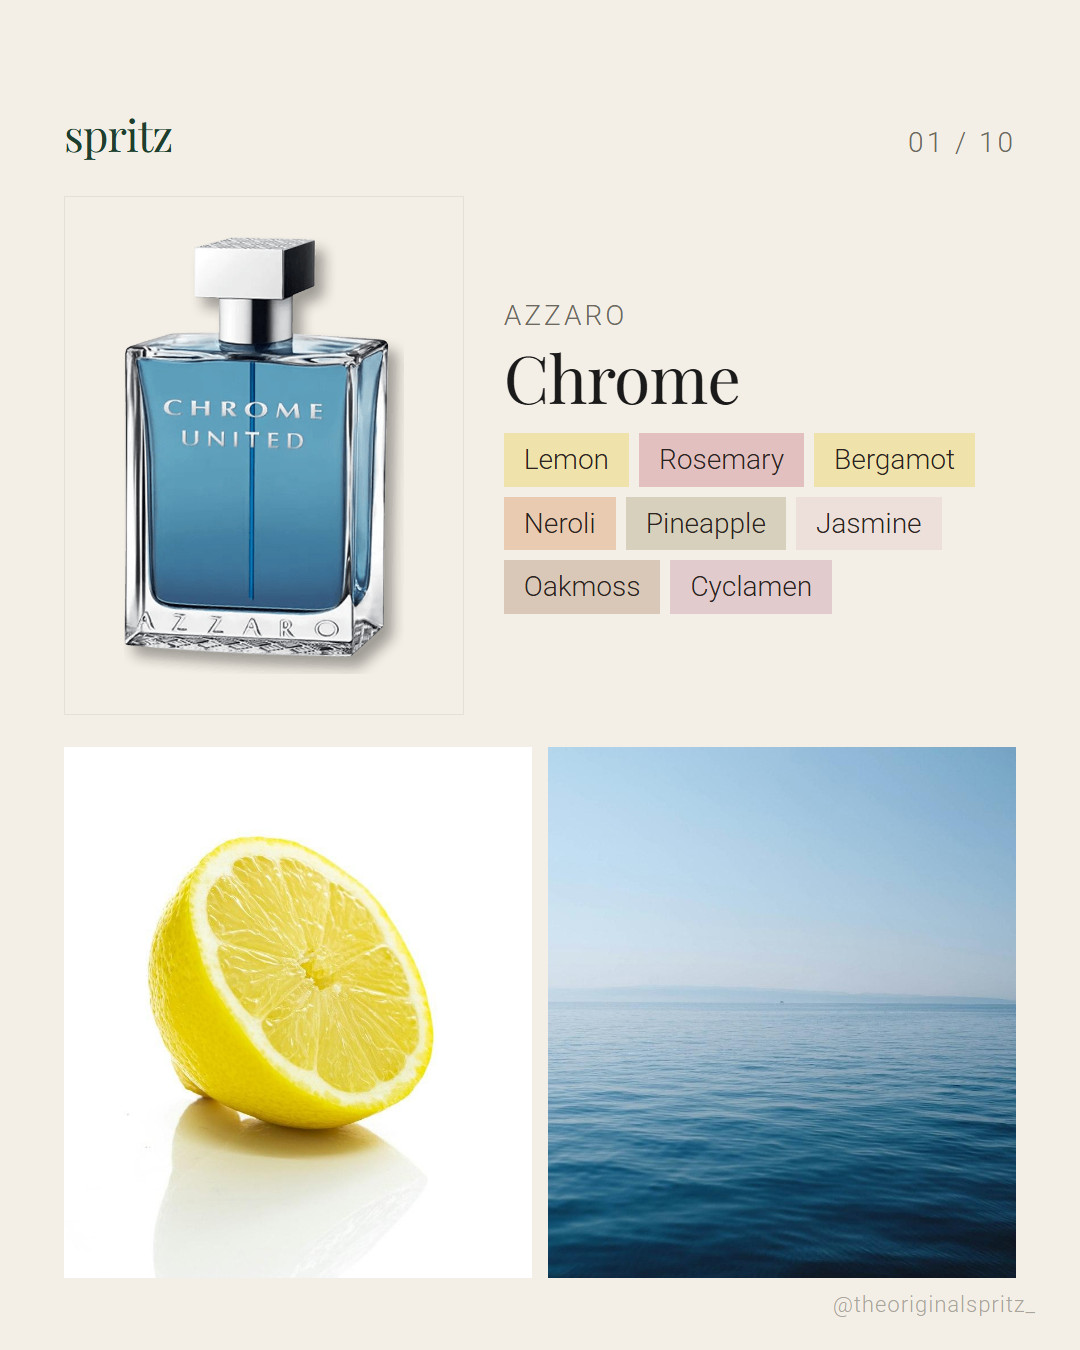 spritz
01 / 10
CHROME
UNITED
AZZARO
AZZARO
Chrome
Lemon Rosemary Bergamot
Neroli Pineapple Jasmine
Oakmoss Cyclamen
@theoriginalspritz_